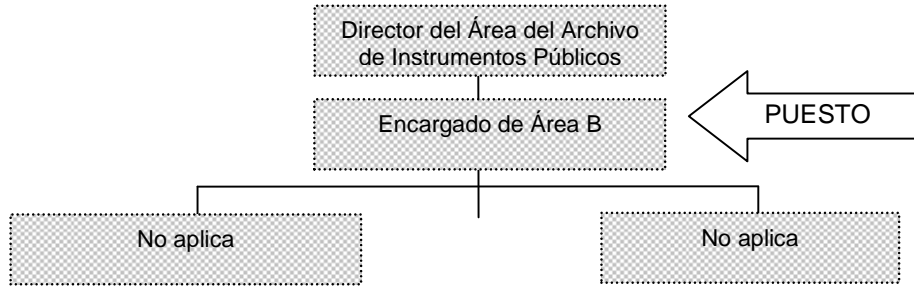 Director del Área del Archivo
de Instrumentos Públicos
Encargado de Área B
PUESTO
No aplica
No aplica